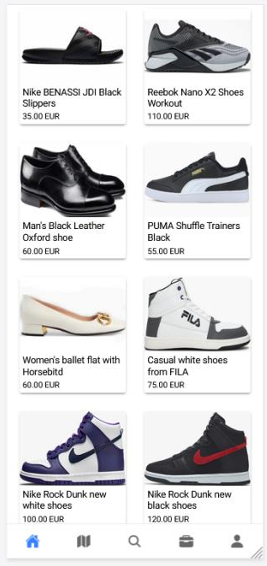 Nike BENASSI JDI Black
Slippers
35.00 EUR
Reebok Nano X2 Shoes
Workout
110.00 EUR
Man's Black Leather
Oxford shoe
60.00 EUR
PUMA Shuffle Trainers
Black
55.00 EUR
Women's ballet flat with
Horsebitd
60.00 EUR
FILA
Casual white shoes
from FILA
75.00 EUR
Nike Rock Dunk new
white shoes
100.00 EUR
Nike Rock Dunk new
black shoes
120.00 EUR